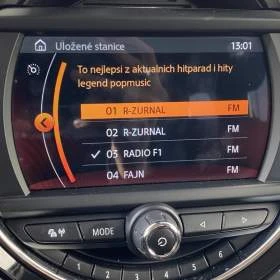 Uložené stanice
13:01
To nejlepsi z aktualnich hitparad i hity
legend popmusic
01 R-ZURNAL FM
02 R-ZURNAL FM
03 RADIO F1 FM
04 FAJN FM
MODE